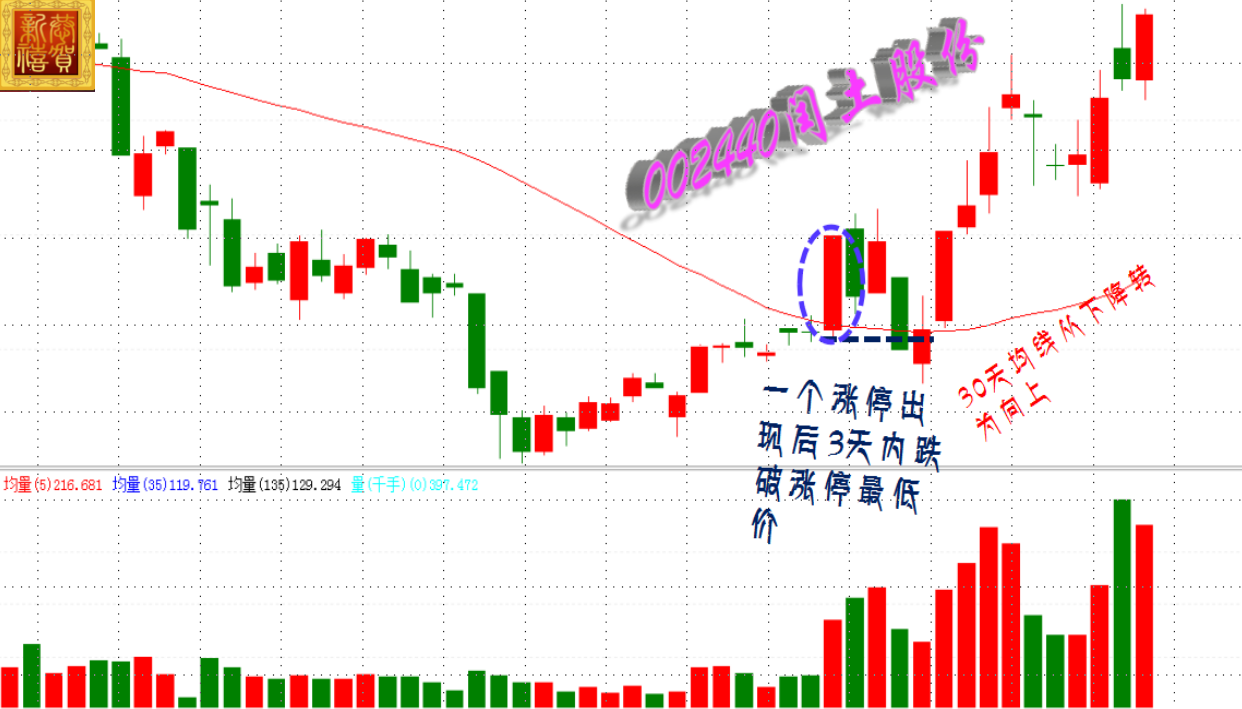 恭賀
新禧
002440闰土股份
30天均线从下降转
为向上
一个涨停出
现后3天内跌
破涨停最低
价
均量(5)216.681 均量(35)119.761 均量(135)129.294 量(千手)(0)397.472